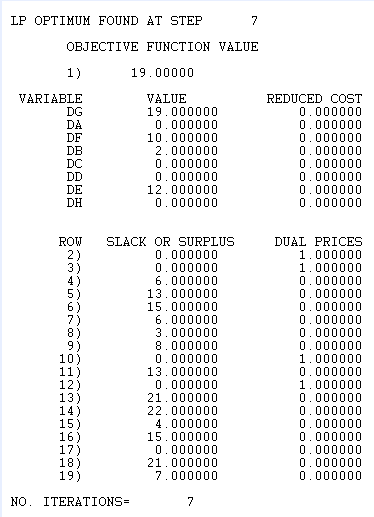 LP OPTIMUM FOUND AT STEP 7
OBJECTIVE FUNCTION VALUE
1) 19.00000
VARIABLE VALUE REDUCED COST
DG 19.000000 0.000000
DA 0.000000 0.000000
DF 10.000000 0.000000
DB 2.000000 0.000000
DC 0.000000 0.000000
DD 0.000000 0.000000
DE 12.000000 0.000000
DH 0.000000 0.000000
ROW SLACK OR SURPLUS DUAL PRICES
2) 0.000000 1.000000
3) 0.000000 1.000000
4) 6.000000 0.000000
5) 13.000000 0.000000
6) 15.000000 0.000000
7) 6.000000 0.000000
8) 3.000000 0.000000
9) 8.000000 0.000000
10) 0.000000 1.000000
11) 13.000000 0.000000
12) 0.000000 1.000000
13) 21.000000 0.000000
14) 22.000000 0.000000
15) 4.000000 0.000000
16) 15.000000 0.000000
17) 0.000000 0.000000
18) 21.000000 0.000000
19) 7.000000 0.000000
NO. ITERATIONS= 7